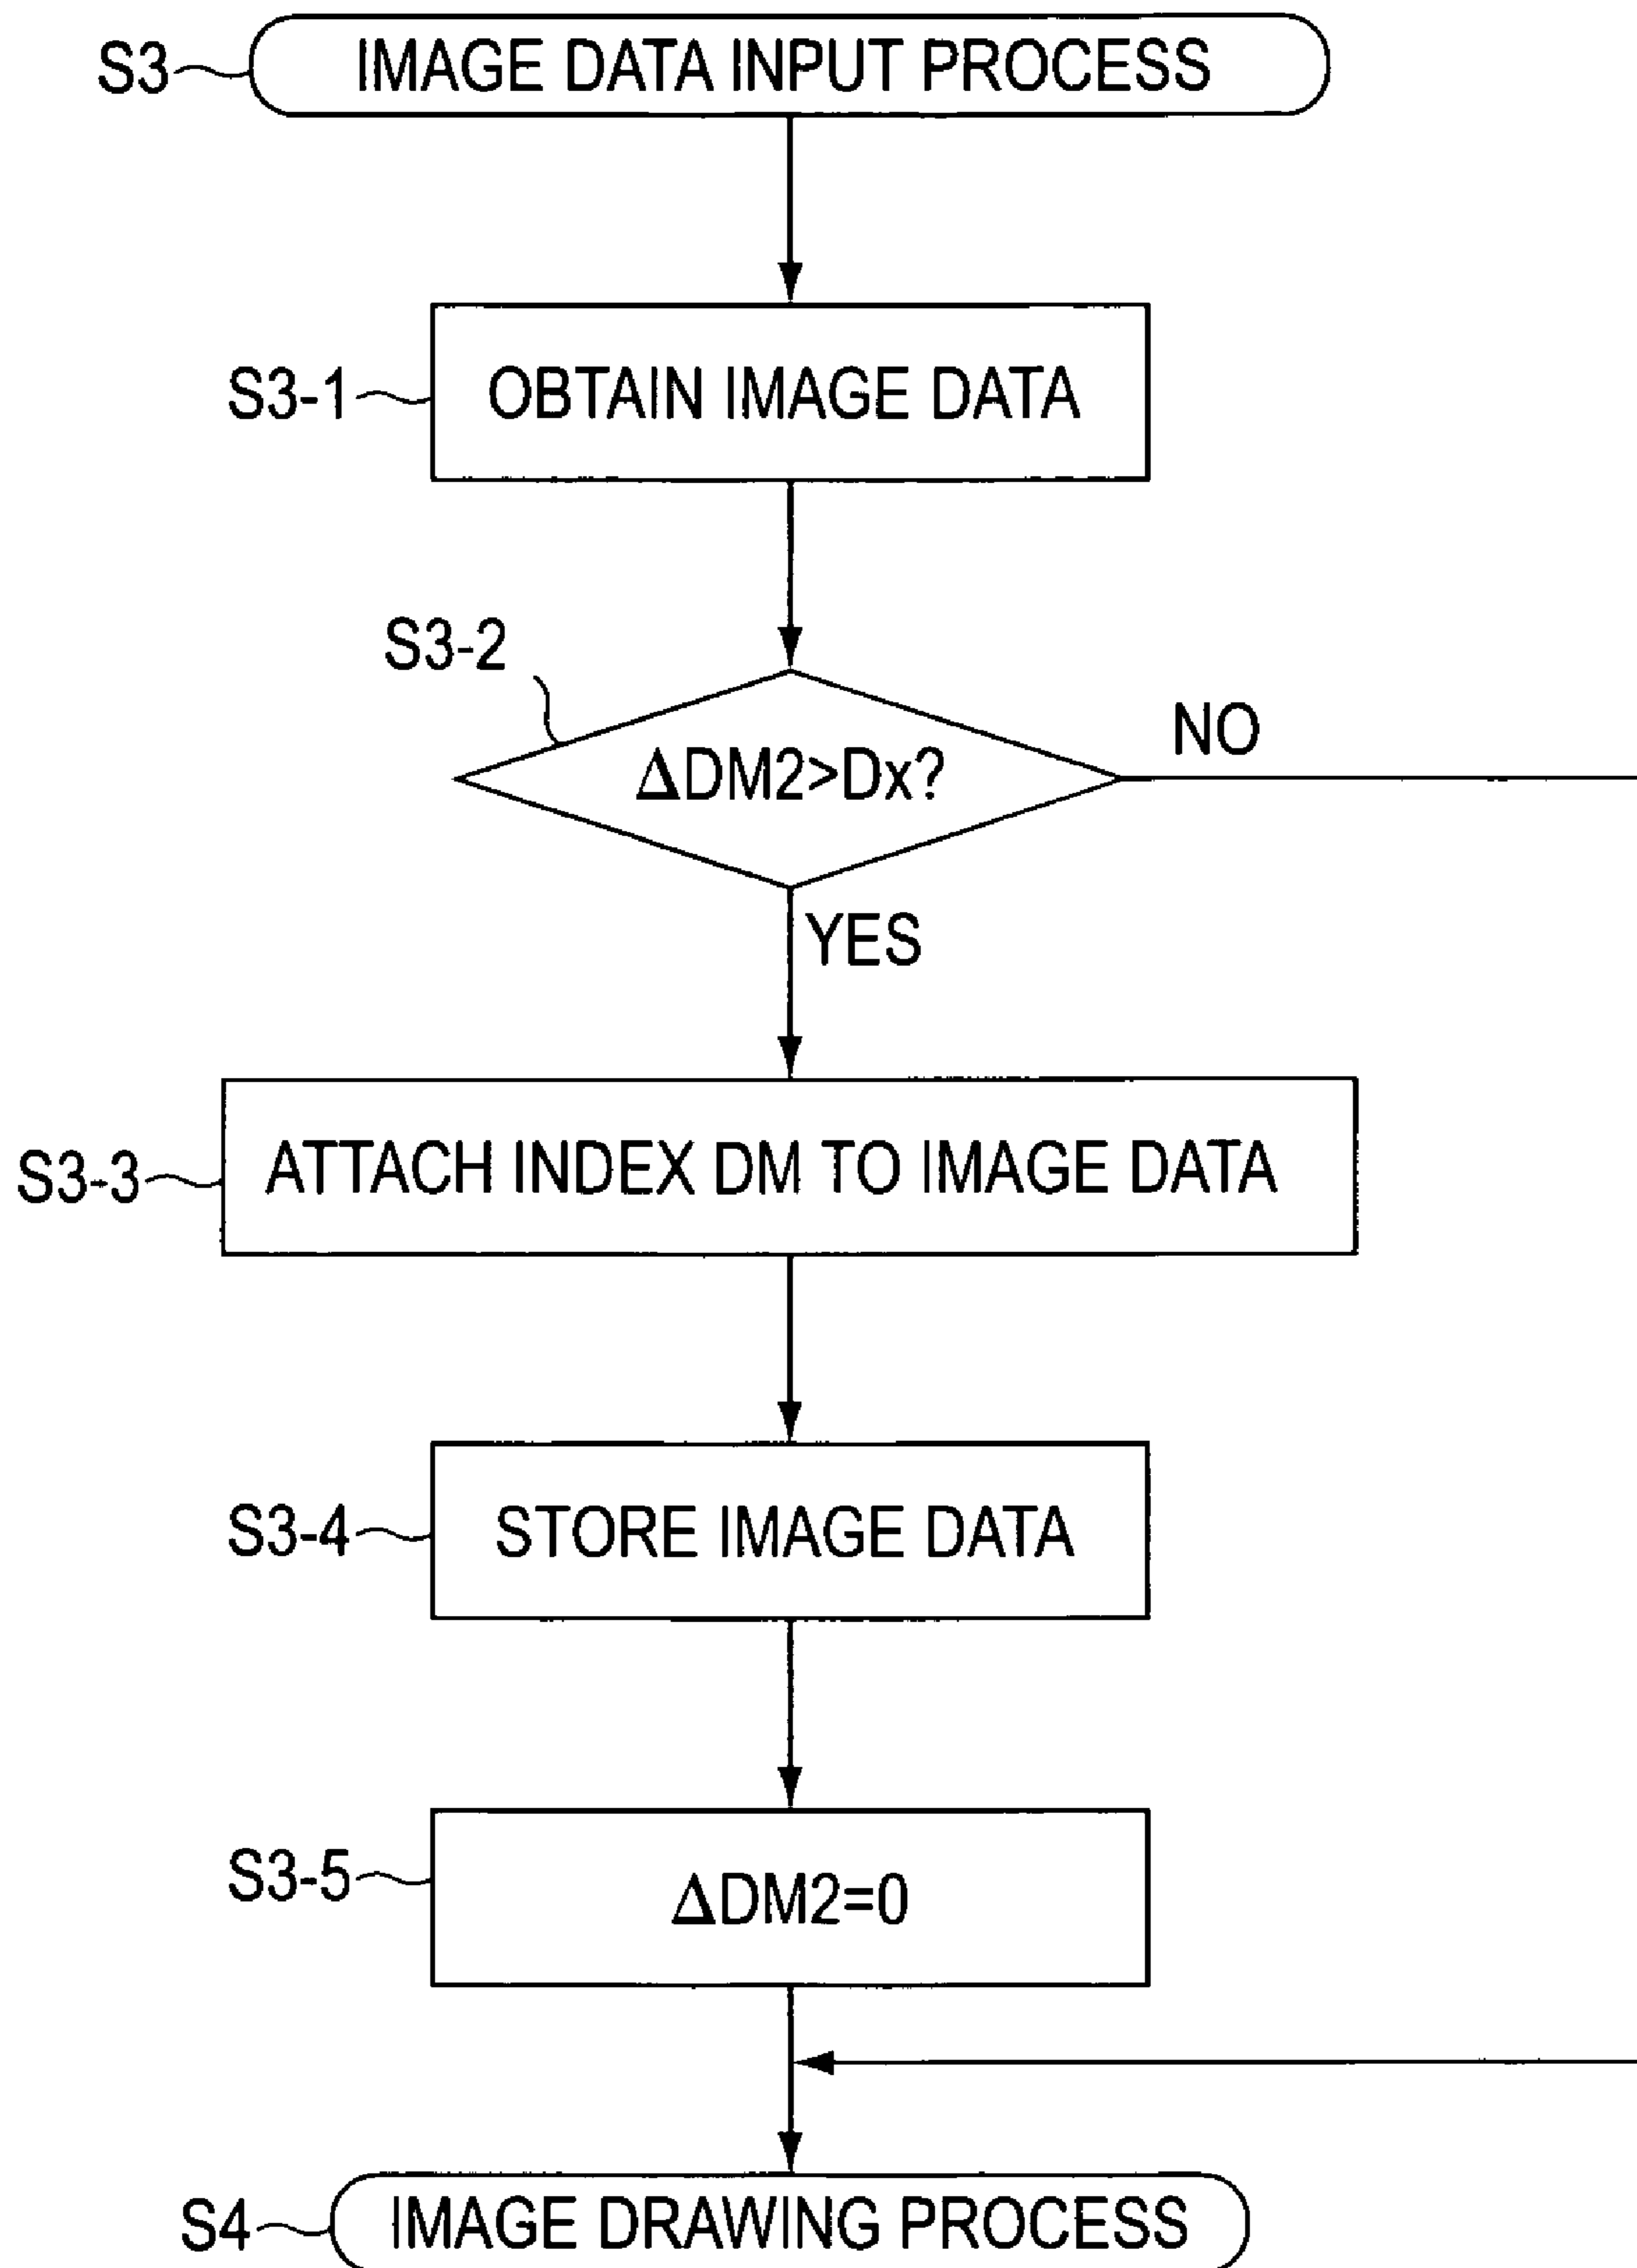 S3
IMAGE DATA INPUT PROCESS
S3-1
OBTAIN IMAGE DATA
S3-2
ΔDM2>Dx?
NO
YES
S3-3
ATTACH INDEX DM TO IMAGE DATA
S3-4
STORE IMAGE DATA
S3-5
ΔDM2=0
S4
IMAGE DRAWING PROCESS